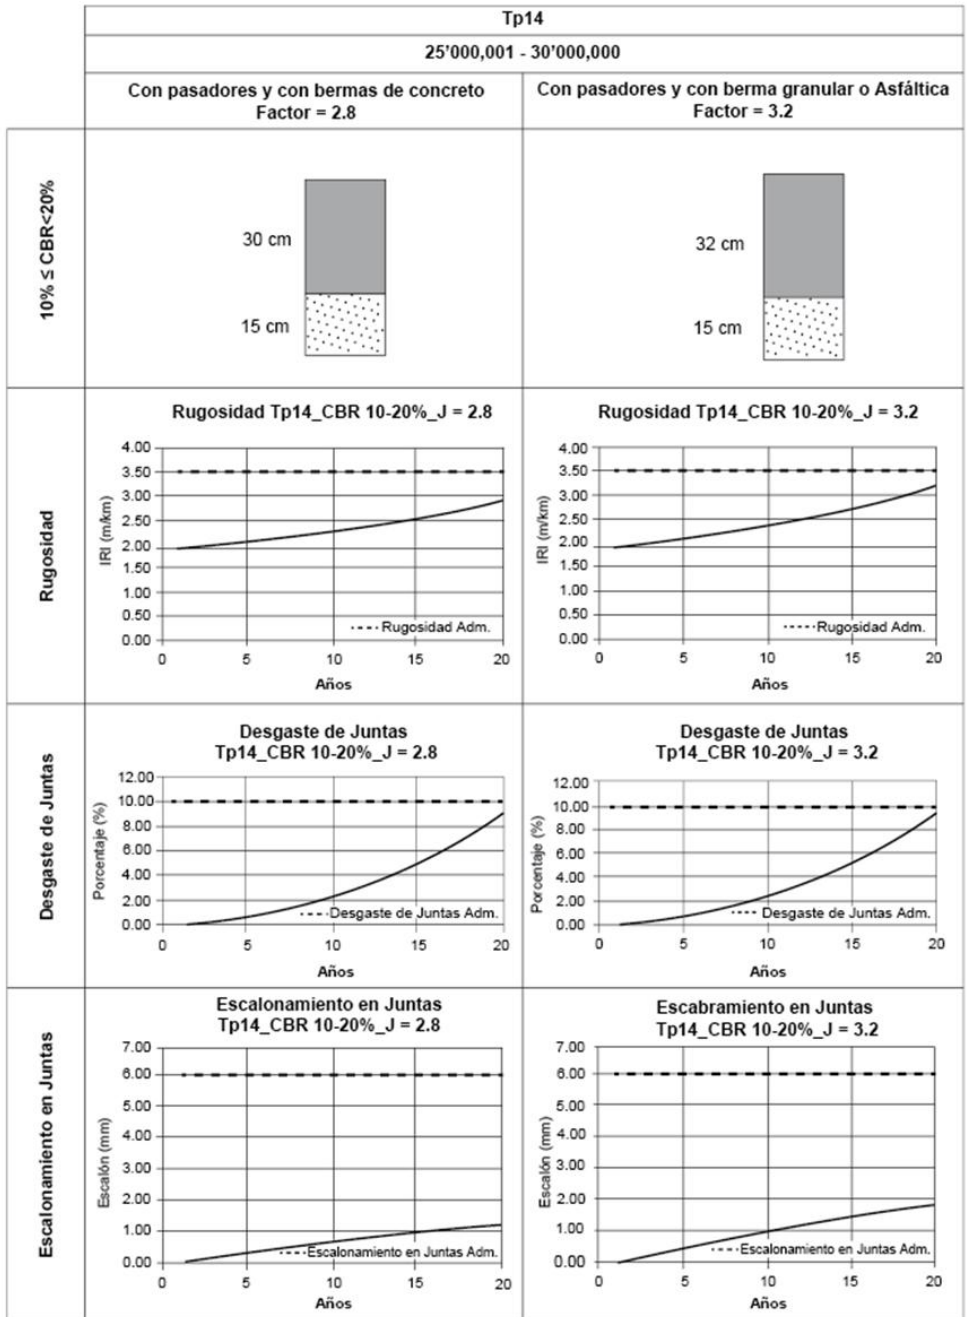 Tp14
25'000,001 - 30'000,000
Con pasadores y con bermas de concreto
Factor = 2.8
Con pasadores y con berma granular o Asfáltica
Factor = 3.2
10% ≤ CBR<20%
30 cm
15 cm
32 cm
15 cm
Rugosidad
Rugosidad Tp14_CBR 10-20%_J = 2.8
IRI (m/km)
4.00
3.50
3.00
2.50
2.00
1.50
1.00
0.50
0.00
Rugosidad Adm.
0 5 10 15 20
Años
Rugosidad Tp14_CBR 10-20%_J = 3.2
IRI (m/km)
4.00
3.50
3.00
2.50
2.00
1.50
1.00
0.50
0.00
Rugosidad Adm.
0 5 10 15 20
Años
Desgaste de Juntas
Desgaste de Juntas
Tp14_CBR 10-20%_J = 2.8
Porcentaje (%)
12.00
10.00
8.00
6.00
4.00
2.00
0.00
Desgaste de Juntas Adm.
0 5 10 15 20
Años
Desgaste de Juntas
Tp14_CBR 10-20%_J = 3.2
Porcentaje (%)
12.00
10.00
8.00
6.00
4.00
2.00
0.00
Desgaste de Juntas Adm.
0 5 10 15 20
Años
Escalonamiento en Juntas
Escalonamiento en Juntas
Tp14_CBR 10-20%_J = 2.8
Escalón (mm)
7.00
6.00
5.00
4.00
3.00
2.00
1.00
0.00
Escalonamiento en Juntas Adm.
0 5 10 15 20
Años
Escabramiento en Juntas
Tp14_CBR 10-20%_J = 3.2
Escalón (mm)
7.00
6.00
5.00
4.00
3.00
2.00
1.00
0.00
Escalonamiento en Juntas Adm.
0 5 10 15 20
Años